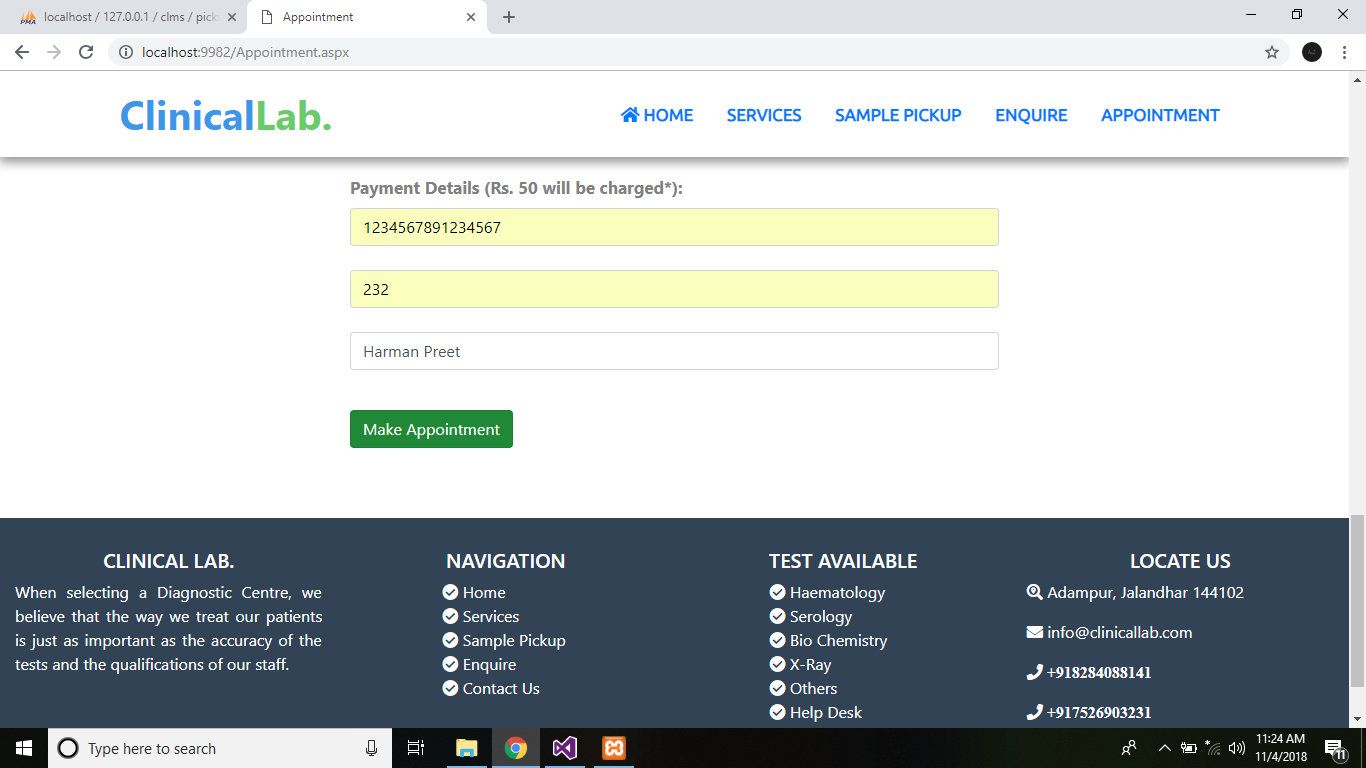 localhost / 127.0.0.1 / clms / pick
Appointment
localhost:9982/Appointment.aspx
ClinicalLab.
HOME SERVICES SAMPLE PICKUP ENQUIRE APPOINTMENT
Payment Details (Rs. 50 will be charged*):
1234567891234567
232
Harman Preet
Make Appointment
CLINICAL LAB.
When selecting a Diagnostic Centre, we
believe that the way we treat our patients
is just as important as the accuracy of the
tests and the qualifications of our staff.
NAVIGATION
Home
Services
Sample Pickup
Enquire
Contact Us
TEST AVAILABLE
Haematology
Serology
Bio Chemistry
X-Ray
Others
Help Desk
LOCATE US
Adampur, Jalandhar 144102
info@clinicallab.com
+918284088141
+917526903231
Type here to search
11:24 AM
11/4/2018
11